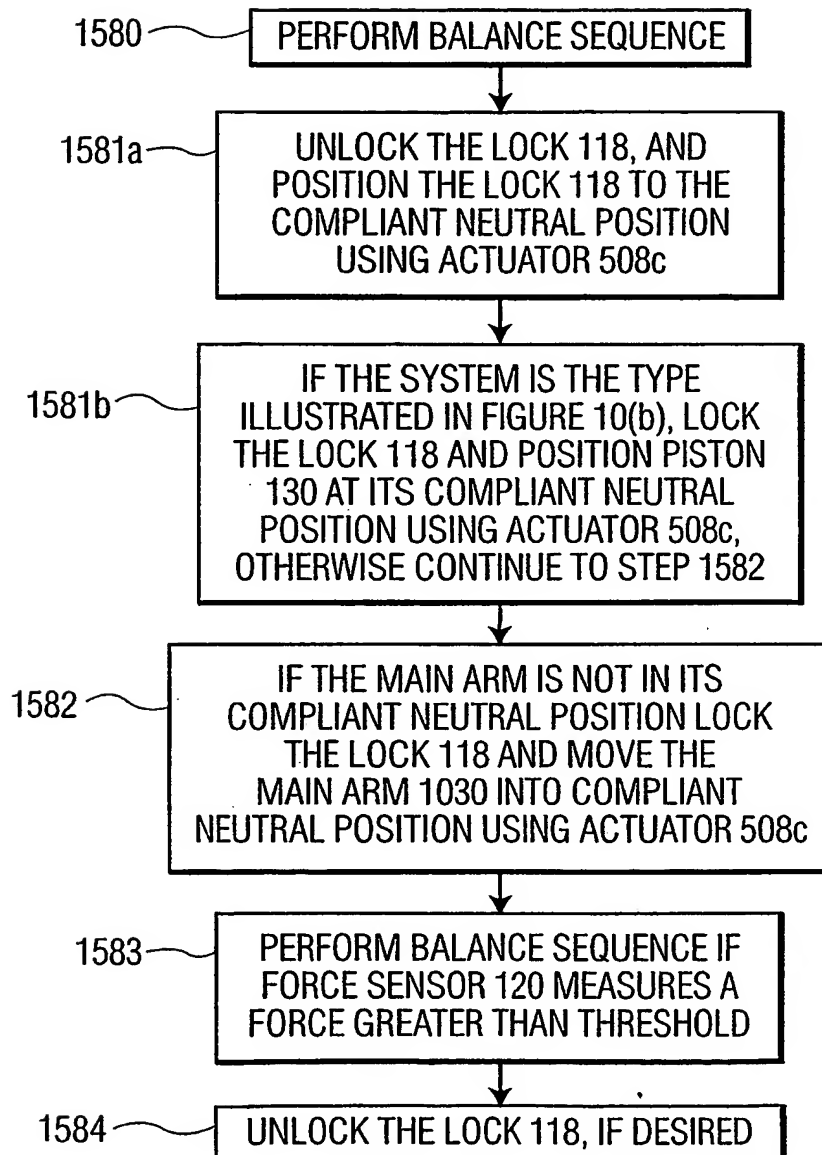 1580
PERFORM BALANCE SEQUENCE
1581a
UNLOCK THE LOCK 118, AND
POSITION THE LOCK 118 TO THE
COMPLIANT NEUTRAL POSITION
USING ACTUATOR 508c
1581b
IF THE SYSTEM IS THE TYPE
ILLUSTRATED IN FIGURE 10(b), LOCK
THE LOCK 118 AND POSITION PISTON
130 AT ITS COMPLIANT NEUTRAL
POSITION USING ACTUATOR 508c,
OTHERWISE CONTINUE TO STEP 1582
1582
IF THE MAIN ARM IS NOT IN ITS
COMPLIANT NEUTRAL POSITION LOCK
THE LOCK 118 AND MOVE THE
MAIN ARM 1030 INTO COMPLIANT
NEUTRAL POSITION USING ACTUATOR 508c
1583
PERFORM BALANCE SEQUENCE IF
FORCE SENSOR 120 MEASURES A
FORCE GREATER THAN THRESHOLD
1584
UNLOCK THE LOCK 118, IF DESIRED